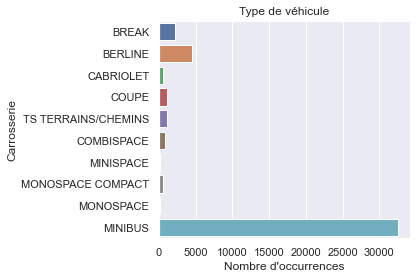 Type de véhicule
BREAK
BERLINE
CABRIOLET
COUPE
TS TERRAINS/CHEMINS
COMBISPACE
MINISPACE
MONOSPACE COMPACT
MONOSPACE
MINIBUS
Carrosserie
0 5000 10000 15000 20000 25000 30000
Nombre d'occurrences